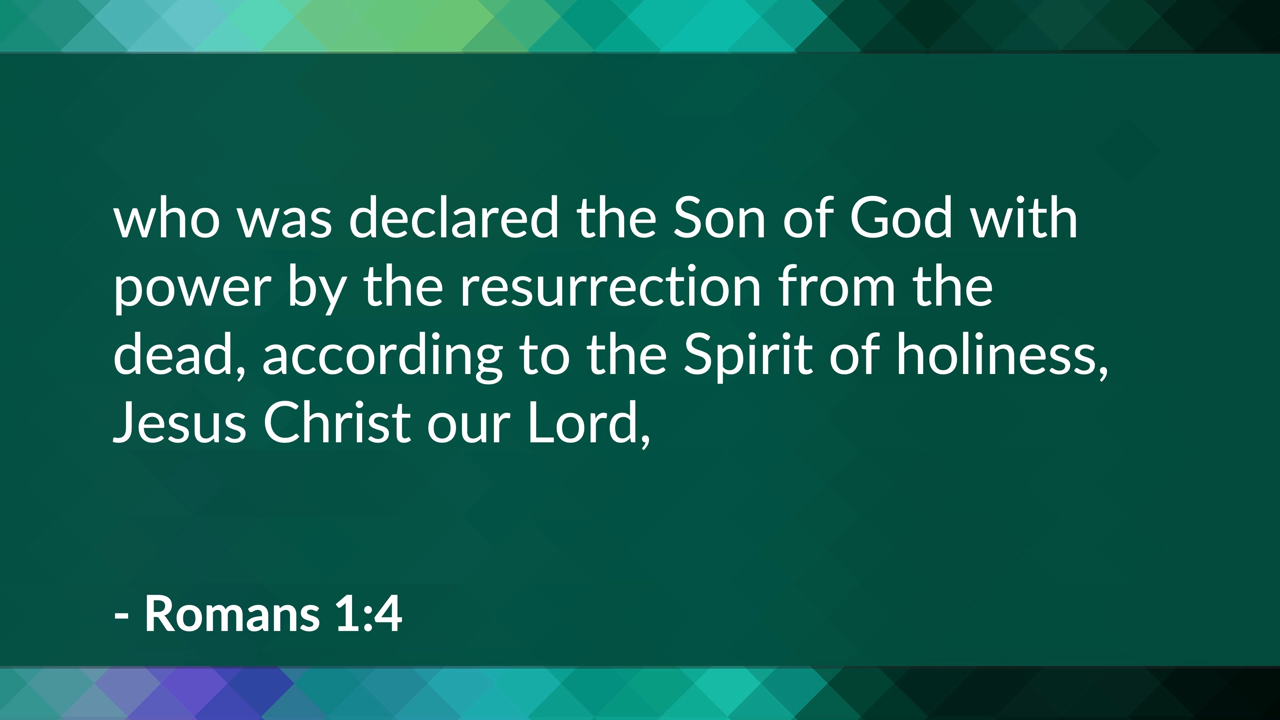 who was declared the Son of God with
power by the resurrection from the
dead, according to the Spirit of holiness,
Jesus Christ our Lord,
- Romans 1:4